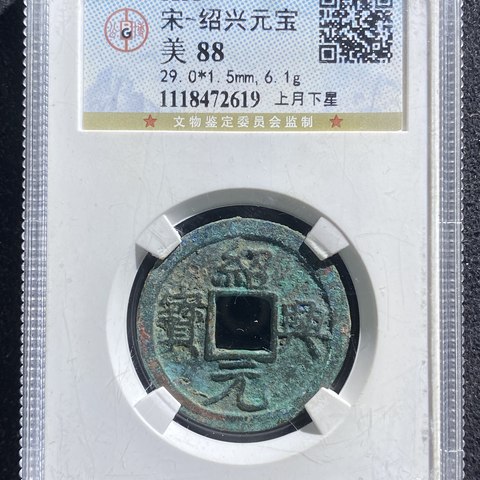 宋-绍兴元宝
美 88
29.0*1.5mm,6.1g
1118472619 上月下星
★ 文物鉴定委员会监制 ★
紹
寶 興
元